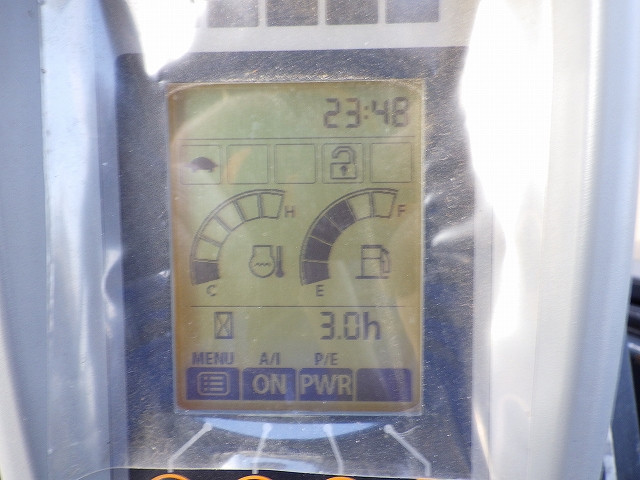 23:48
H F
C E
3.0h
MENU A/I P/E
ON PWR